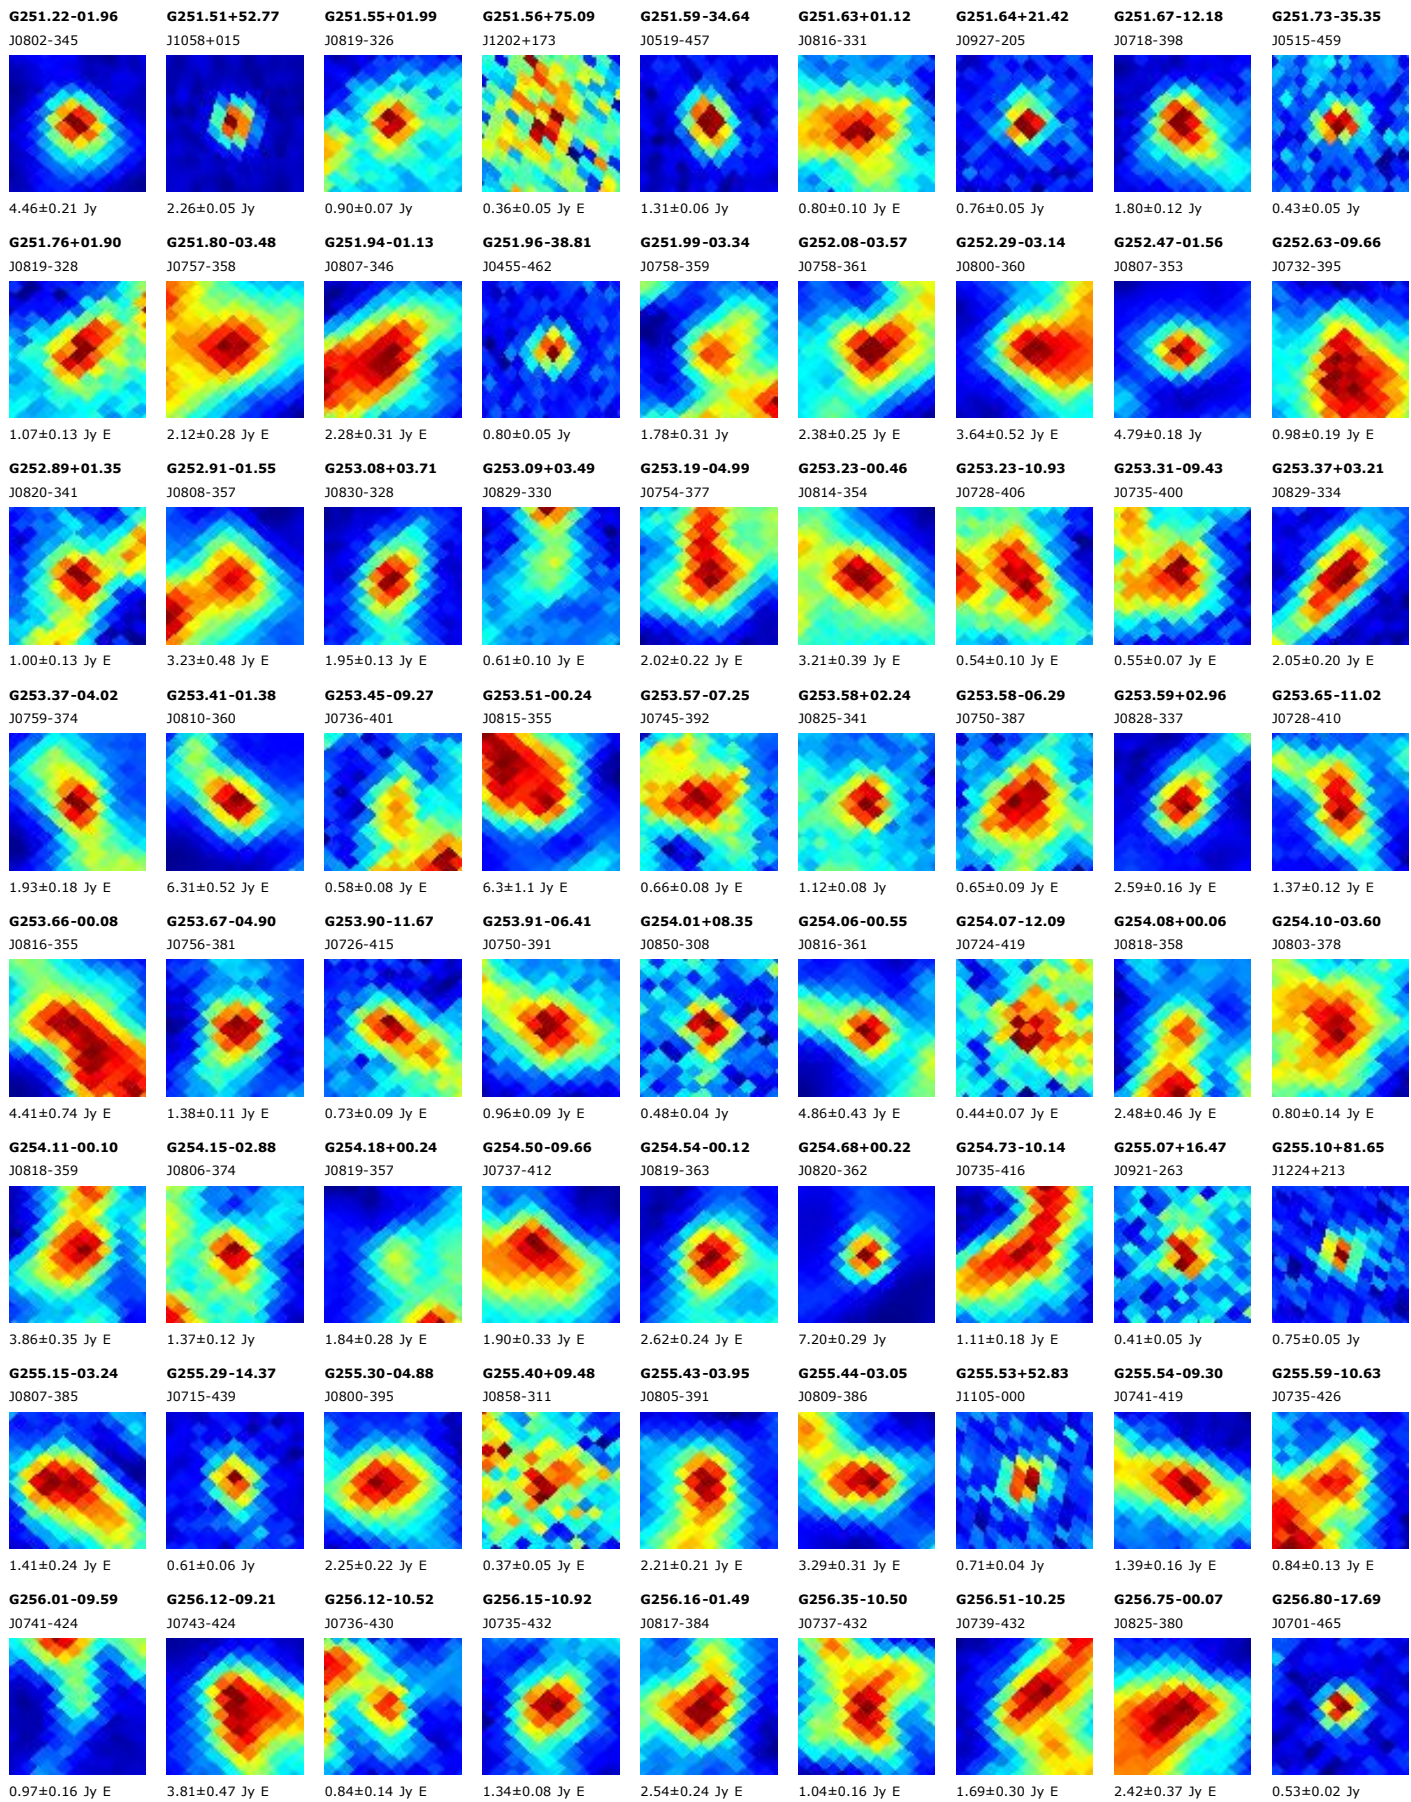 G251.22-01.96 G251.51+52.77 G251.55+01.99 G251.56+75.09 G251.59-34.64 G251.63+01.12 G251.64+21.42 G251.67-12.18 G251.73-35.35
J0802-345 J1058+015 J0819-326 J1202+173 J0519-457 J0816-331 J0927-205 J0718-398 J0515-459
4.46±0.21 Jy 2.26±0.05 Jy 0.90±0.07 Jy 0.36±0.05 Jy E 1.31±0.06 Jy 0.80±0.10 Jy E 0.76±0.05 Jy 1.80±0.12 Jy 0.43±0.05 Jy
G251.76+01.90 G251.80-03.48 G251.94-01.13 G251.96-38.81 G251.99-03.34 G252.08-03.57 G252.29-03.14 G252.47-01.56 G252.63-09.66
J0819-328 J0757-358 J0807-346 J0455-462 J0758-359 J0758-361 J0800-360 J0807-353 J0732-395
1.07±0.13 Jy E 2.12±0.28 Jy E 2.28±0.31 Jy E 0.80±0.05 Jy 1.78±0.31 Jy 2.38±0.25 Jy E 3.64±0.52 Jy E 4.79±0.18 Jy 0.98±0.19 Jy E
G252.89+01.35 G252.91-01.55 G253.08+03.71 G253.09+03.49 G253.19-04.99 G253.23-00.46 G253.23-10.93 G253.31-09.43 G253.37+03.21
J0820-341 J0808-357 J0830-328 J0829-330 J0754-377 J0814-354 J0728-406 J0735-400 J0829-334
1.00±0.13 Jy E 3.23±0.48 Jy E 1.95±0.13 Jy E 0.61±0.10 Jy E 2.02±0.22 Jy E 3.21±0.39 Jy E 0.54±0.10 Jy E 0.55±0.07 Jy E 2.05±0.20 Jy E
G253.37-04.02 G253.41-01.38 G253.45-09.27 G253.51-00.24 G253.57-07.25 G253.58+02.24 G253.58-06.29 G253.59+02.96 G253.65-11.02
J0759-374 J0810-360 J0736-401 J0815-355 J0745-392 J0825-341 J0750-387 J0828-337 J0728-410
1.93±0.18 Jy E 6.31±0.52 Jy E 0.58±0.08 Jy E 6.3±1.1 Jy E 0.66±0.08 Jy E 1.12±0.08 Jy 0.65±0.09 Jy E 2.59±0.16 Jy E 1.37±0.12 Jy E
G253.66-00.08 G253.67-04.90 G253.90-11.67 G253.91-06.41 G254.01+08.35 G254.06-00.55 G254.07-12.09 G254.08+00.06 G254.10-03.60
J0816-355 J0756-381 J0726-415 J0750-391 J0850-308 J0816-361 J0724-419 J0818-358 J0803-378
4.41±0.74 Jy E 1.38±0.11 Jy E 0.73±0.09 Jy E 0.96±0.09 Jy E 0.48±0.04 Jy 4.86±0.43 Jy E 0.44±0.07 Jy E 2.48±0.46 Jy E 0.80±0.14 Jy E
G254.11-00.10 G254.15-02.88 G254.18+00.24 G254.50-09.66 G254.54-00.12 G254.68+00.22 G254.73-10.14 G255.07+16.47 G255.10+81.65
J0818-359 J0806-374 J0819-357 J0737-412 J0819-363 J0820-362 J0735-416 J0921-263 J1224+213
3.86±0.35 Jy E 1.37±0.12 Jy 1.84±0.28 Jy E 1.90±0.33 Jy E 2.62±0.24 Jy E 7.20±0.29 Jy 1.11±0.18 Jy E 0.41±0.05 Jy 0.75±0.05 Jy
G255.15-03.24 G255.29-14.37 G255.30-04.88 G255.40+09.48 G255.43-03.95 G255.44-03.05 G255.53+52.83 G255.54-09.30 G255.59-10.63
J0807-385 J0715-439 J0800-395 J0858-311 J0805-391 J0809-386 J1105-000 J0741-419 J0735-426
1.41±0.24 Jy E 0.61±0.06 Jy 2.25±0.22 Jy E 0.37±0.05 Jy E 2.21±0.21 Jy E 3.29±0.31 Jy E 0.71±0.04 Jy 1.39±0.16 Jy E 0.84±0.13 Jy E
G256.01-09.59 G256.12-09.21 G256.12-10.52 G256.15-10.92 G256.16-01.49 G256.35-10.50 G256.51-10.25 G256.75-00.07 G256.80-17.69
J0741-424 J0743-424 J0736-430 J0735-432 J0817-384 J0737-432 J0739-432 J0825-380 J0701-465
0.97±0.16 Jy E 3.81±0.47 Jy E 0.84±0.14 Jy E 1.34±0.08 Jy E 2.54±0.24 Jy E 1.04±0.16 Jy E 1.69±0.30 Jy E 2.42±0.37 Jy E 0.53±0.02 Jy